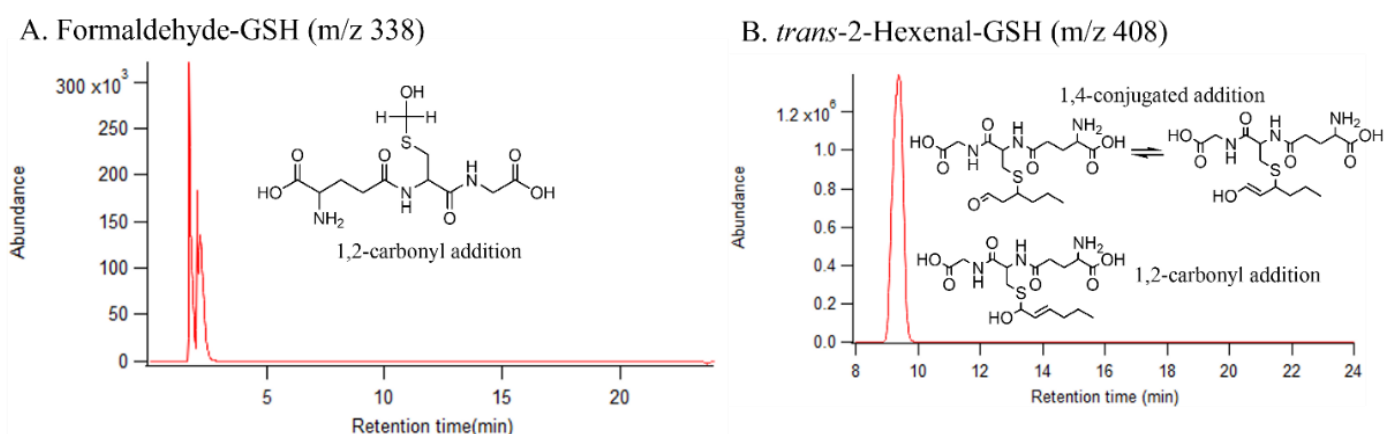 A. Formaldehyde-GSH (m/z 338)
300 x10³
250
200
150
100
50
0
Abundance
5
10
15
20
Retention time(min)
OH
H
H
S
O
O
H
N
O
HO
N
H
O
OH
NH₂
1,2-carbonyl addition
B. trans-2-Hexenal-GSH (m/z 408)
1.2 x10⁶
1.0
0.8
0.6
0.4
0.2
0.0
Abundance
8
10
12
14
16
18
20
22
24
Retention time (min)
1,4-conjugated addition
O
H
N
NH₂
HO
N
H
O
O
OH
O
S
O
O
H
N
NH₂
HO
N
H
O
O
OH
O
S
HO
O
H
N
NH₂
HO
N
H
O
O
OH
O
S
HO
1,2-carbonyl addition